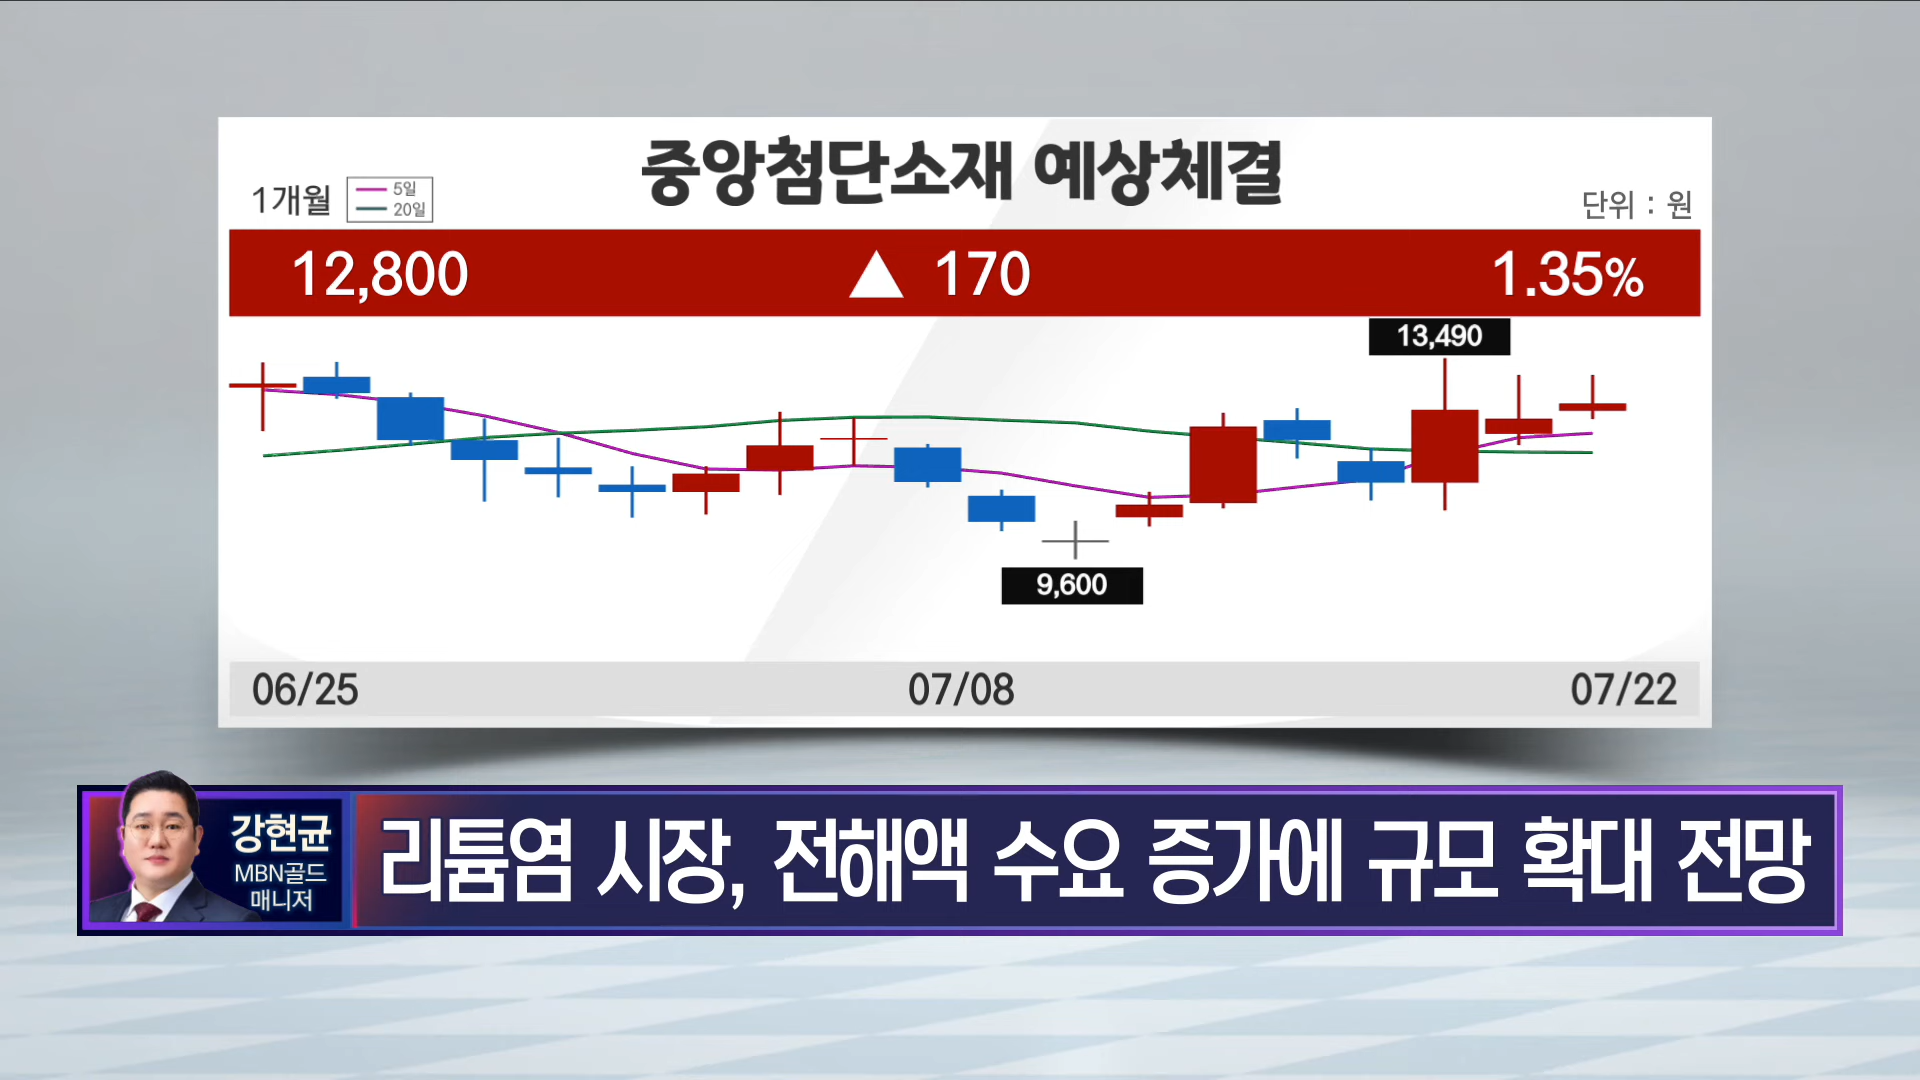 중앙첨단소재 예상체결
1개월
5일
20일
단위 : 원
12,800 ▲ 170 1.35%
13,490
9,600
06/25 07/08 07/22
강현균
MBN골드
매니저
리튬염 시장, 전해액 수요 증가에 규모 확대 전망